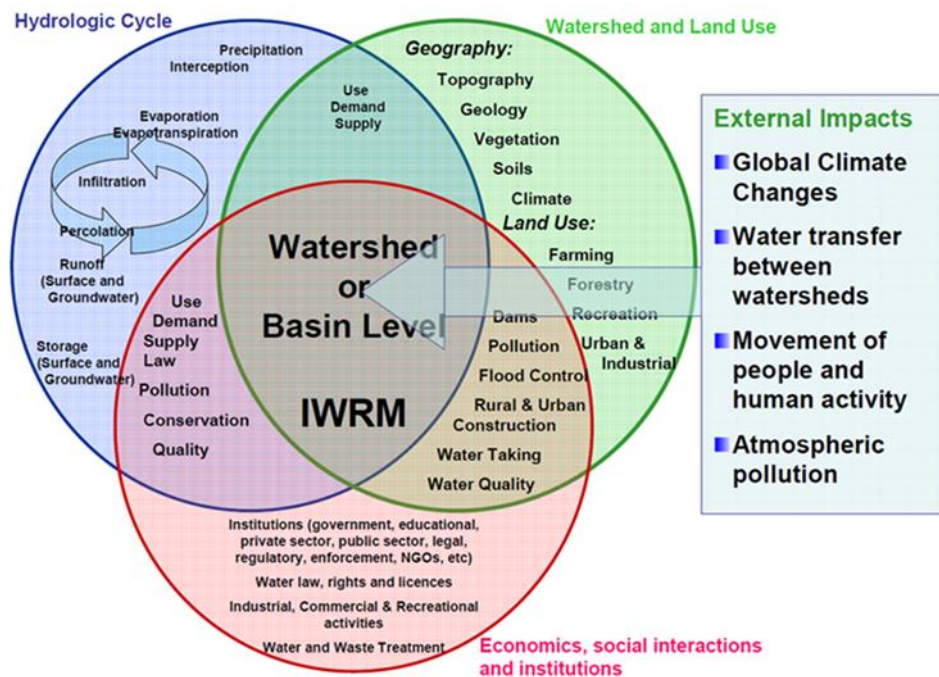 Hydrologic Cycle
Watershed and Land Use
Precipitation
Interception
Evaporation
Evapotranspiration
Infiltration
Percolation
Runoff
(Surface and
Groundwater)
Storage
(Surface and
Groundwater)
Use
Demand
Supply
Geography:
Topography
Geology
Vegetation
Soils
Climate
Land Use:
Farming
Forestry
Recreation
Urban &
Industrial
Use
Demand
Supply
Law
Pollution
Conservation
Quality
Watershed
or
Basin Level
IWRM
Dams
Pollution
Flood Control
Rural & Urban
Construction
Water Taking
Water Quality
Institutions (government, educational,
private sector, public sector, legal,
regulatory, enforcement, NGOs, etc)
Water law, rights and licences
Industrial, Commercial & Recreational
activities
Water and Waste Treatment
Economics, social interactions
and institutions
External Impacts
Global Climate
Changes
Water transfer
between
watersheds
Movement of
people and
human activity
Atmospheric
pollution